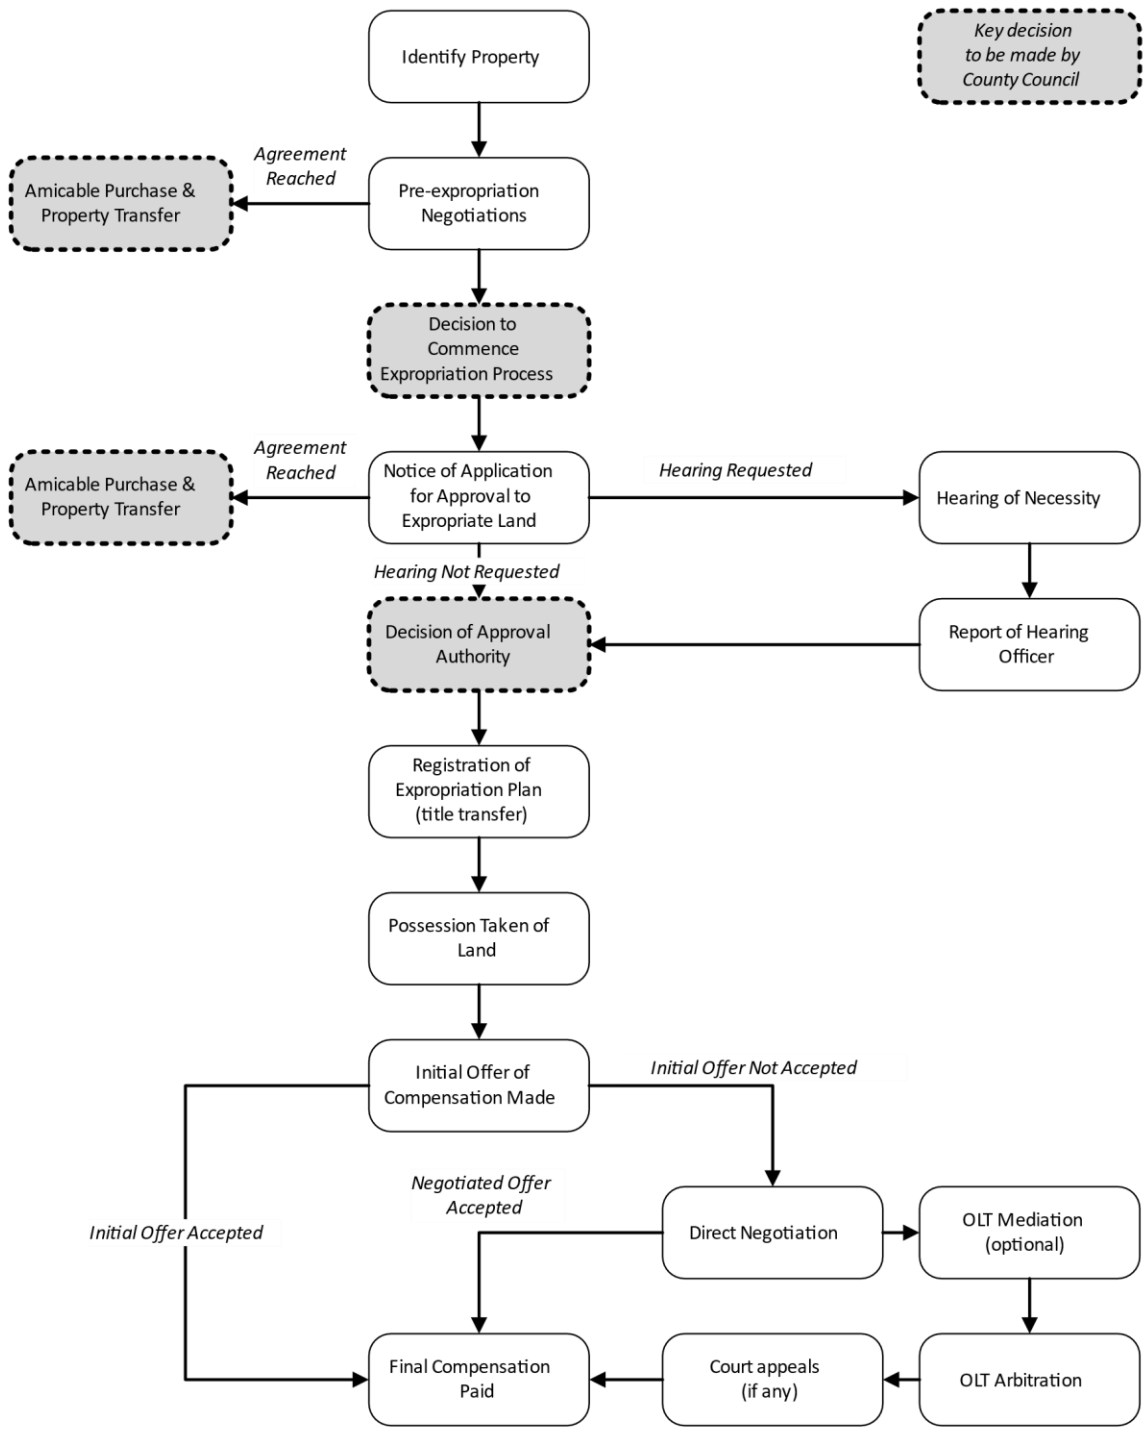 Identify Property
Key decision
to be made by
County Council
Agreement
Reached
Amicable Purchase &
Property Transfer
Pre-expropriation
Negotiations
Decision to
Commence
Expropriation Process
Agreement
Reached
Amicable Purchase &
Property Transfer
Notice of Application
for Approval to
Expropriate Land
Hearing Requested
Hearing of Necessity
Hearing Not Requested
Decision of Approval
Authority
Report of Hearing
Officer
Registration of
Expropriation Plan
(title transfer)
Possession Taken of
Land
Initial Offer of
Compensation Made
Initial Offer Not Accepted
Negotiated Offer
Accepted
Initial Offer Accepted
Direct Negotiation
OLT Mediation
(optional)
Final Compensation
Paid
Court appeals
(if any)
OLT Arbitration